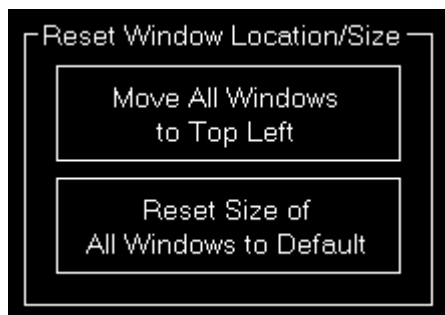 Reset Window Location/Size
Move All Windows
to Top Left
Reset Size of
All Windows to Default